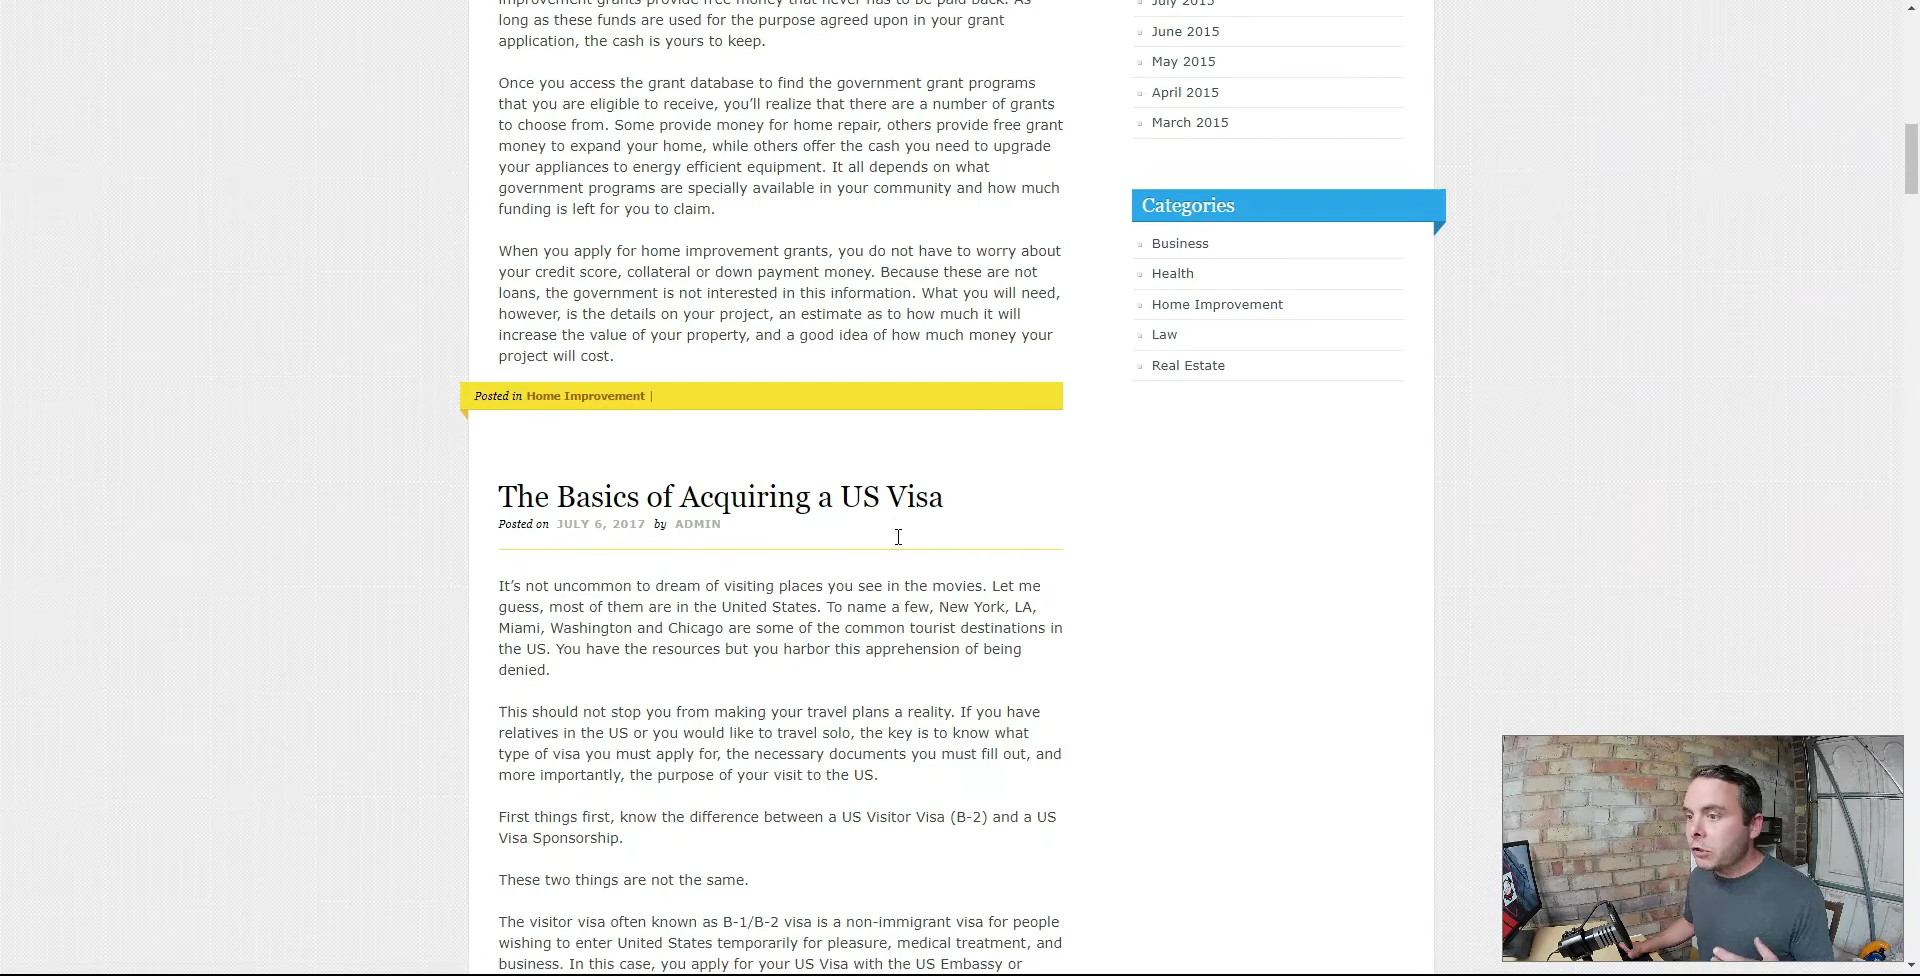 improvement grants provide free money that never has to be paid back. As
long as these funds are used for the purpose agreed upon in your grant
application, the cash is yours to keep.
Once you access the grant database to find the government grant programs
that you are eligible to receive, you’ll realize that there are a number of grants
to choose from. Some provide money for home repair, others provide free grant
money to expand your home, while others offer the cash you need to upgrade
your appliances to energy efficient equipment. It all depends on what
government programs are specially available in your community and how much
funding is left for you to claim.
When you apply for home improvement grants, you do not have to worry about
your credit score, collateral or down payment money. Because these are not
loans, the government is not interested in this information. What you will need,
however, is the details on your project, an estimate as to how much it will
increase the value of your property, and a good idea of how much money your
project will cost.
Posted in Home Improvement |
The Basics of Acquiring a US Visa
Posted on JULY 6, 2017 by ADMIN
It’s not uncommon to dream of visiting places you see in the movies. Let me
guess, most of them are in the United States. To name a few, New York, LA,
Miami, Washington and Chicago are some of the common tourist destinations in
the US. You have the resources but you harbor this apprehension of being
denied.
This should not stop you from making your travel plans a reality. If you have
relatives in the US or you would like to travel solo, the key is to know what
type of visa you must apply for, the necessary documents you must fill out, and
more importantly, the purpose of your visit to the US.
First things first, know the difference between a US Visitor Visa (B-2) and a US
Visa Sponsorship.
These two things are not the same.
The visitor visa often known as B-1/B-2 visa is a non-immigrant visa for people
wishing to enter United States temporarily for pleasure, medical treatment, and
business. In this case, you apply for your US Visa with the US Embassy or
July 2015
June 2015
May 2015
April 2015
March 2015
Categories
Business
Health
Home Improvement
Law
Real Estate